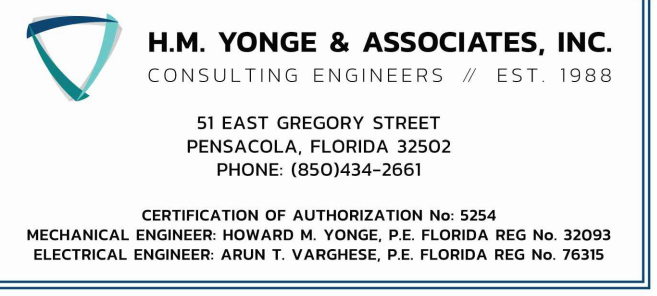 H.M. YONGE & ASSOCIATES, INC.
CONSULTING ENGINEERS // EST. 1988
51 EAST GREGORY STREET
PENSACOLA, FLORIDA 32502
PHONE: (850)434-2661
CERTIFICATION OF AUTHORIZATION No: 5254
MECHANICAL ENGINEER: HOWARD M. YONGE, P.E. FLORIDA REG No. 32093
ELECTRICAL ENGINEER: ARUN T. VARGHESE, P.E. FLORIDA REG No. 76315